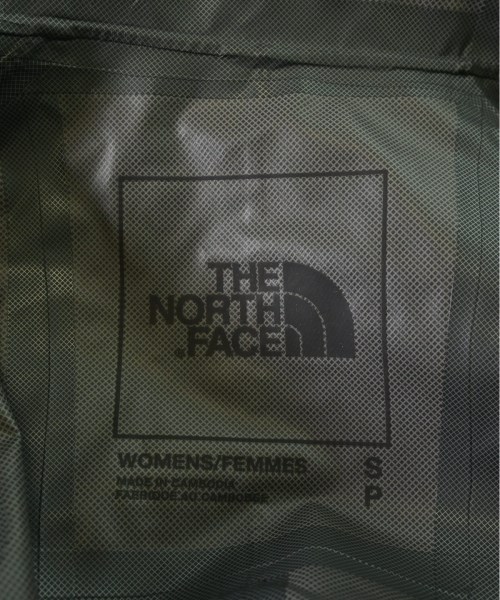 THE
NORTH
FACE
WOMENS/FEMMES S
MADE IN CAMBODIA
FABRIQUÉ AU CAMBODGE P